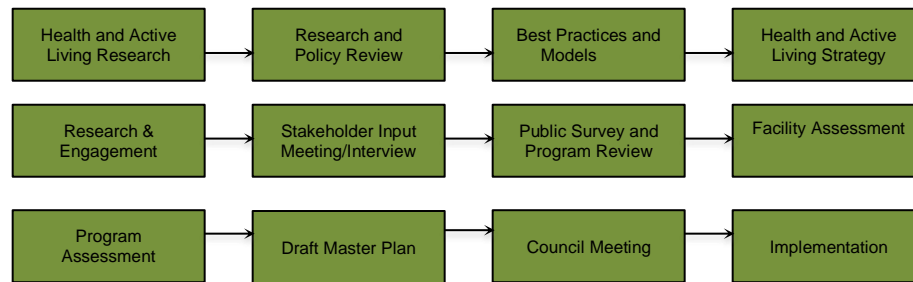 Health and Active
Living Research
Research and
Policy Review
Best Practices and
Models
Health and Active
Living Strategy
Research &
Engagement
Stakeholder Input
Meeting/Interview
Public Survey and
Program Review
Facility Assessment
Program
Assessment
Draft Master Plan
Council Meeting
Implementation